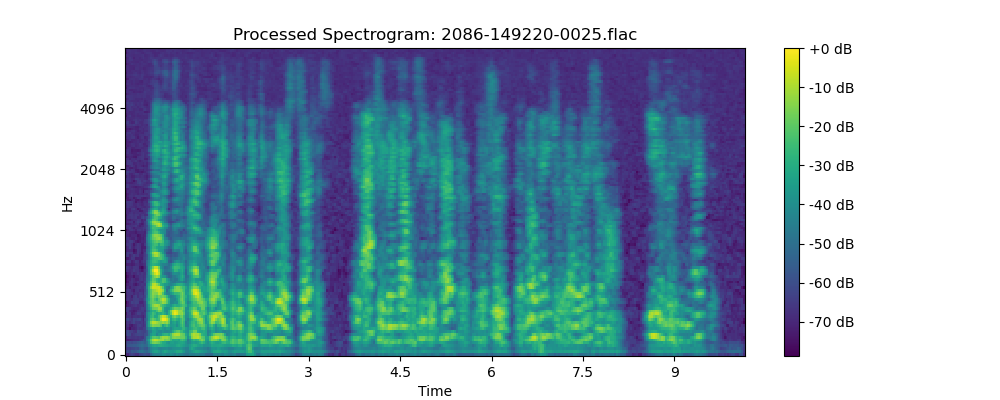 Processed Spectrogram: 2086-149220-0025.flac
Hz
4096
2048
1024
512
0
0 1.5 3 4.5 6 7.5 9
Time
+0 dB
-10 dB
-20 dB
-30 dB
-40 dB
-50 dB
-60 dB
-70 dB